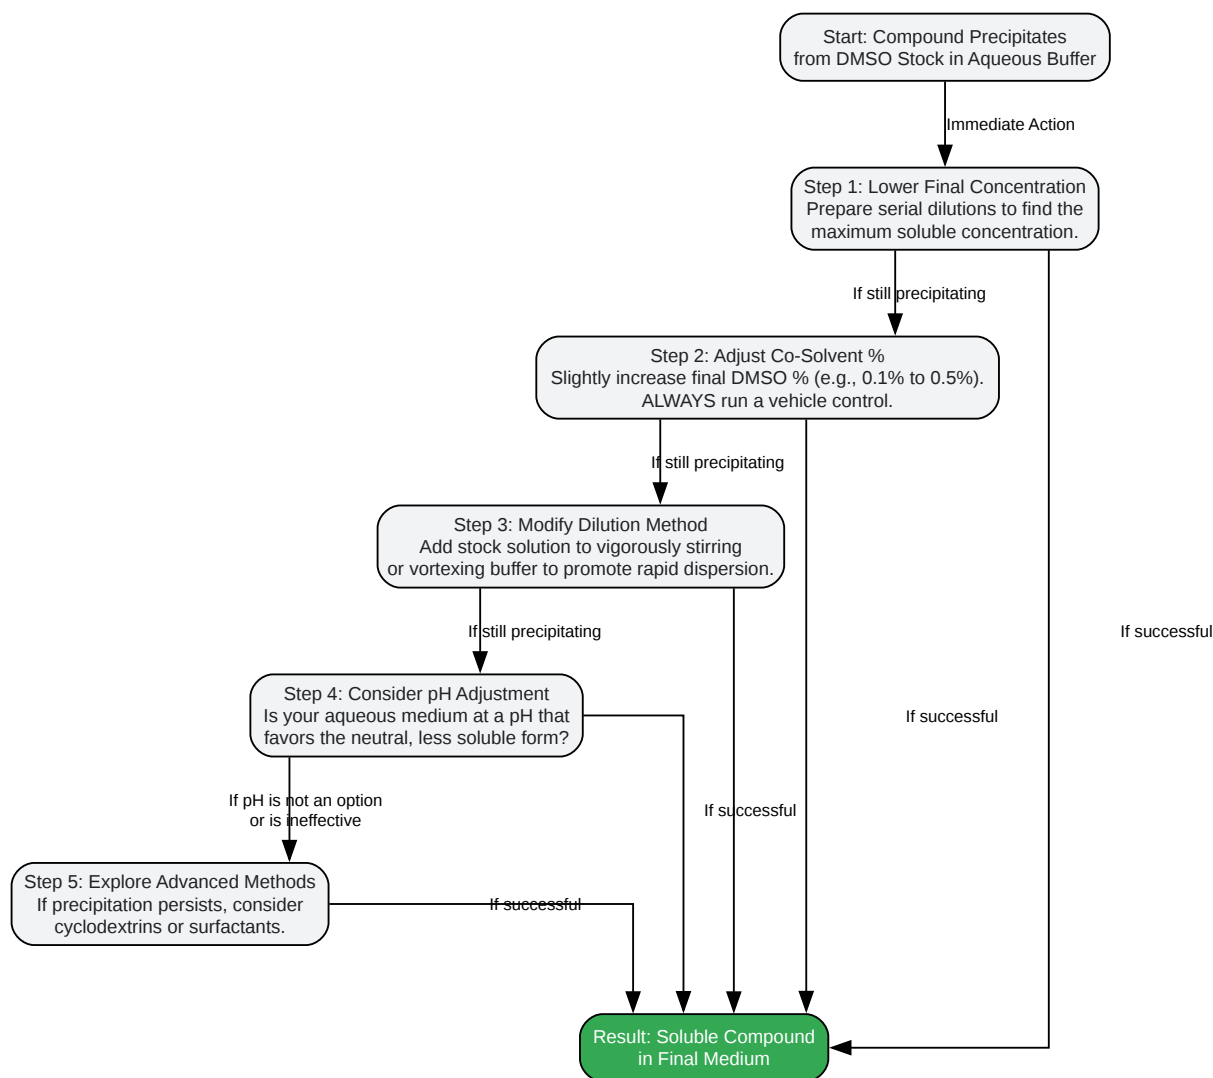 Start: Compound Precipitates
from DMSO Stock in Aqueous Buffer
Immediate Action
Step 1: Lower Final Concentration
Prepare serial dilutions to find the
maximum soluble concentration.
If still precipitating
Step 2: Adjust Co-Solvent %
Slightly increase final DMSO % (e.g., 0.1% to 0.5%).
ALWAYS run a vehicle control.
If still precipitating
Step 3: Modify Dilution Method
Add stock solution to vigorously stirring
or vortexing buffer to promote rapid dispersion.
If still precipitating
If successful
Step 4: Consider pH Adjustment
Is your aqueous medium at a pH that
favors the neutral, less soluble form?
If successful
If pH is not an option
or is ineffective
If successful
Step 5: Explore Advanced Methods
If precipitation persists, consider
cyclodextrins or surfactants.
If successful
Result: Soluble Compound
in Final Medium